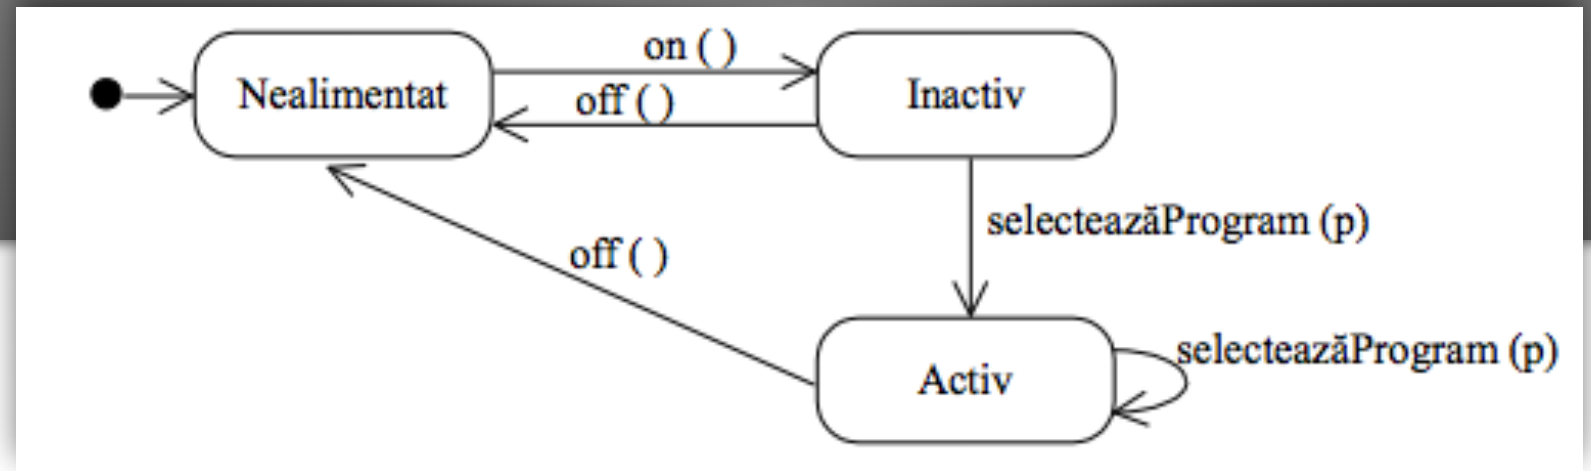 on ( )
Nealimentat
off ( )
Inactiv
selecteazăProgram (p)
off ( )
selecteazăProgram (p)
Activ